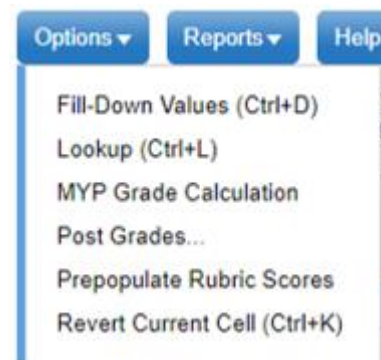 Options Reports Help
Fill-Down Values (Ctrl+D)
Lookup (Ctrl+L)
MYP Grade Calculation
Post Grades...
Prepopulate Rubric Scores
Revert Current Cell (Ctrl+K)